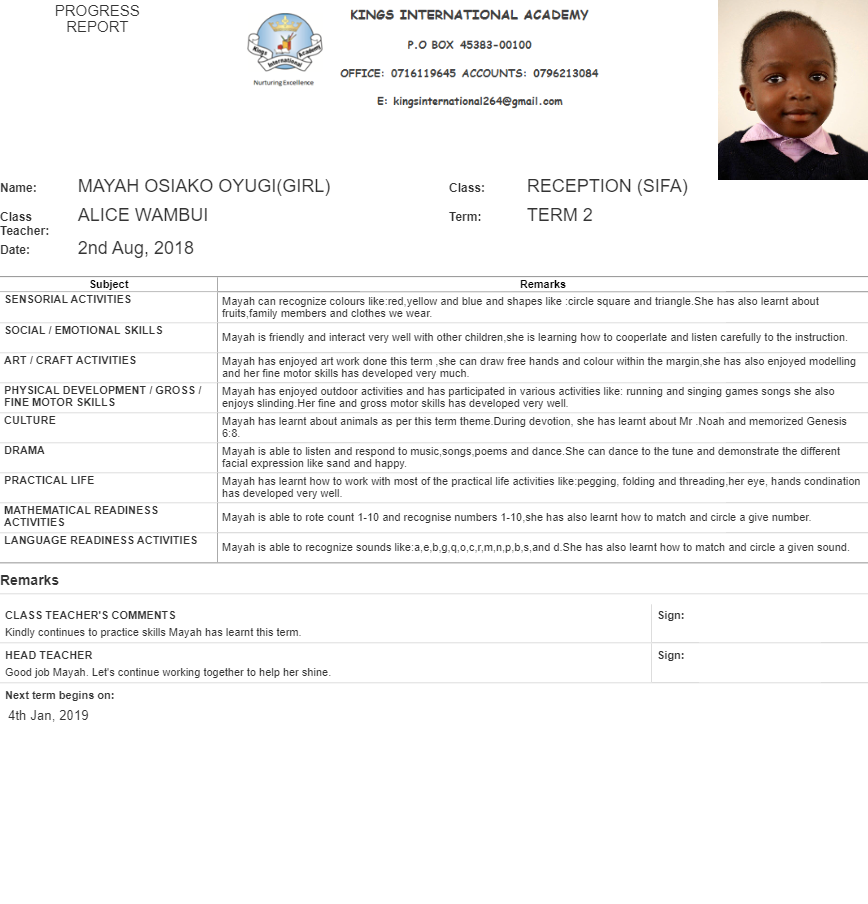 PROGRESS
REPORT
Kings International Academy
Nurturing Excellence
KINGS INTERNATIONAL ACADEMY
P.O BOX 45383-00100
OFFICE: 0716119645 ACCOUNTS: 0796213084
E: kingsinternational264@gmail.com
Name: MAYAH OSIAKO OYUGI(GIRL) Class: RECEPTION (SIFA)
Class Teacher: ALICE WAMBUI Term: TERM 2
Date: 2nd Aug, 2018
Subject Remarks
SENSORIAL ACTIVITIES
Mayah can recognize colours like:red,yellow and blue and shapes like :circle square and triangle.She has also learnt about
fruits,family members and clothes we wear.
SOCIAL / EMOTIONAL SKILLS
Mayah is friendly and interact very well with other children,she is learning how to cooperlate and listen carefully to the instruction.
ART / CRAFT ACTIVITIES
Mayah has enjoyed art work done this term ,she can draw free hands and colour within the margin,she has also enjoyed modelling
and her fine motor skills has developed very much.
PHYSICAL DEVELOPMENT / GROSS /
FINE MOTOR SKILLS
Mayah has enjoyed outdoor activities and has participated in various activities like: running and singing games songs she also
enjoys slinding.Her fine and gross motor skills has developed very well.
CULTURE
Mayah has learnt about animals as per this term theme.During devotion, she has learnt about Mr .Noah and memorized Genesis
6:8.
DRAMA
Mayah is able to listen and respond to music,songs,poems and dance.She can dance to the tune and demonstrate the different
facial expression like sand and happy.
PRACTICAL LIFE
Mayah has learnt how to work with most of the practical life activities like:pegging, folding and threading,her eye, hands condination
has developed very well.
MATHEMATICAL READINESS
ACTIVITIES
Mayah is able to rote count 1-10 and recognise numbers 1-10,she has also learnt how to match and circle a give number.
LANGUAGE READINESS ACTIVITIES
Mayah is able to recognize sounds like:a,e,b,g,q,o,c,r,m,n,p,b,s,and d.She has also learnt how to match and circle a given sound.
Remarks
CLASS TEACHER'S COMMENTS
Kindly continues to practice skills Mayah has learnt this term.
Sign:
HEAD TEACHER
Good job Mayah. Let's continue working together to help her shine.
Sign:
Next term begins on:
4th Jan, 2019